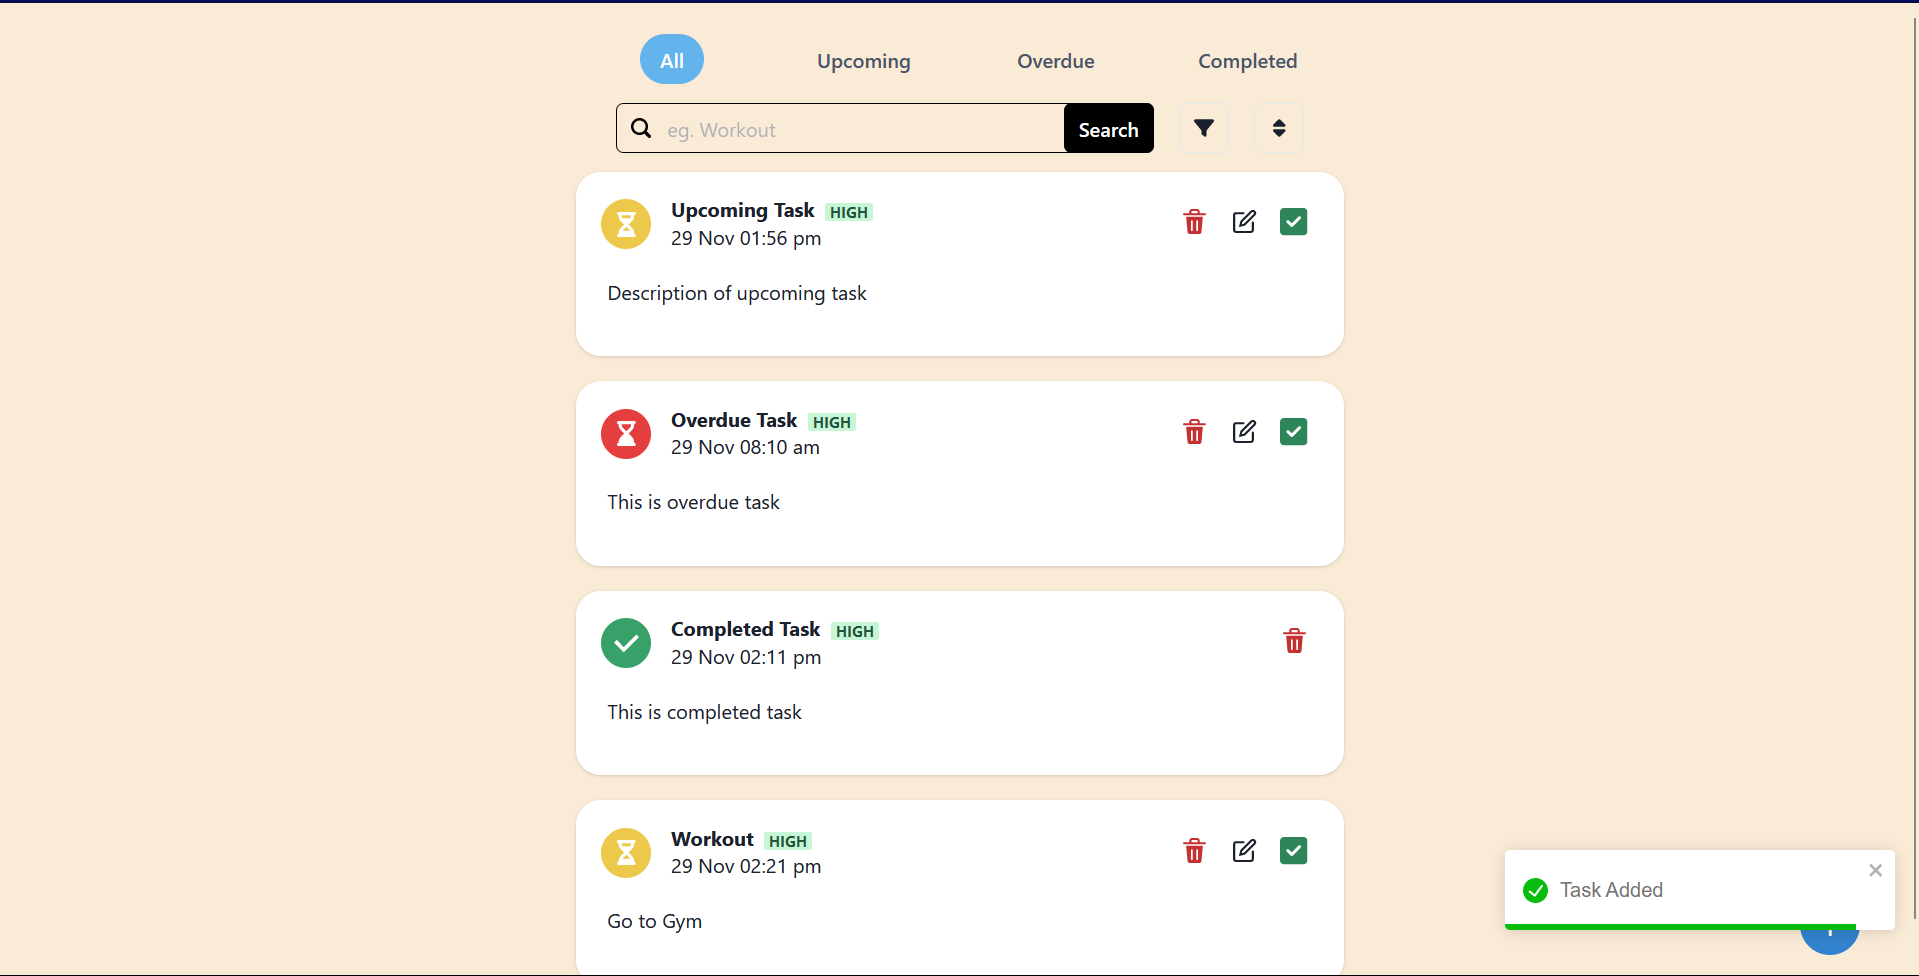 All Upcoming Overdue Completed
eg. Workout Search
Upcoming Task HIGH
29 Nov 01:56 pm
Description of upcoming task
Overdue Task HIGH
29 Nov 08:10 am
This is overdue task
Completed Task HIGH
29 Nov 02:11 pm
This is completed task
Workout HIGH
29 Nov 02:21 pm
Go to Gym
Task Added